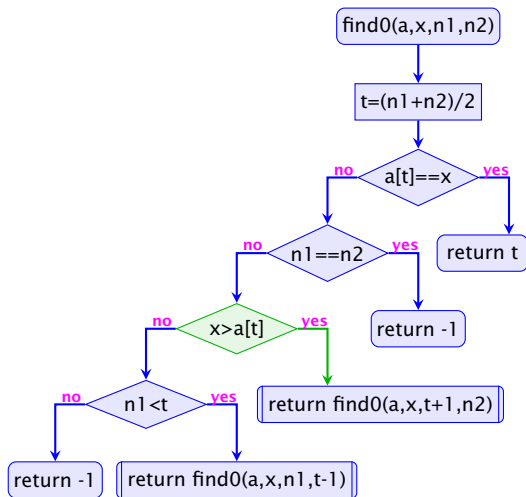 find0(a,x,n1,n2)
t=(n1+n2)/2
a[t]==x
no
yes
return t
n1==n2
no
yes
return -1
x>a[t]
no
yes
return find0(a,x,t+1,n2)
n1<t
no
yes
return -1
return find0(a,x,n1,t-1)